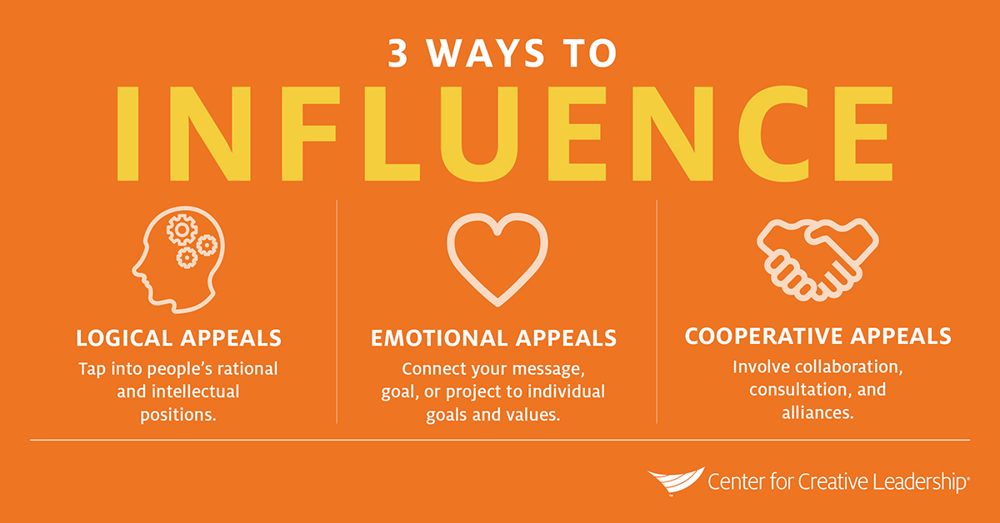 3 WAYS TO
INFLUENCE
LOGICAL APPEALS
Tap into people’s rational
and intellectual
positions.
EMOTIONAL APPEALS
Connect your message,
goal, or project to individual
goals and values.
COOPERATIVE APPEALS
Involve collaboration,
consultation, and
alliances.
Center for Creative Leadership®